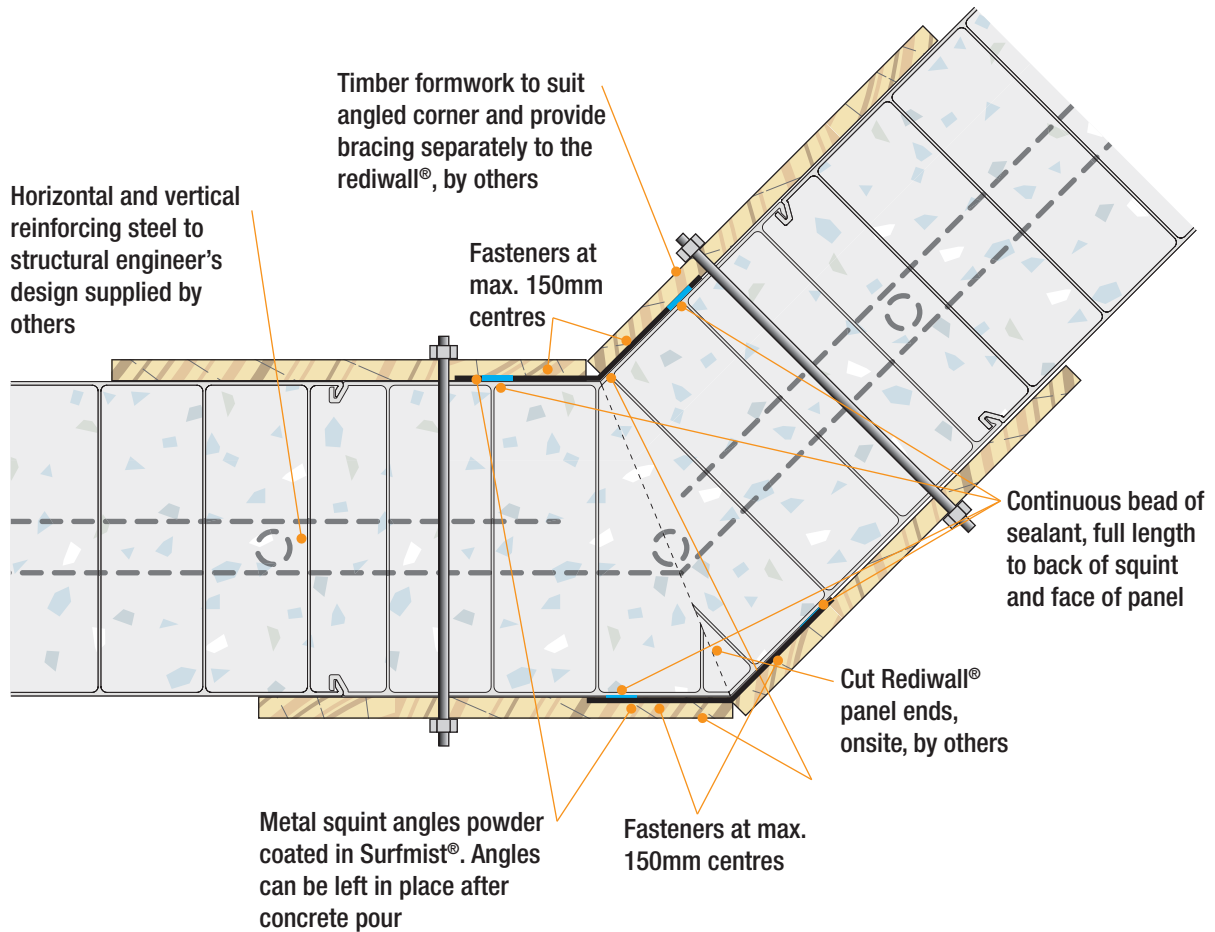 Timber formwork to suit
angled corner and provide
bracing separately to the
rediwall®, by others
Horizontal and vertical
reinforcing steel to
structural engineer's
design supplied by
others
Fasteners at
max. 150mm
centres
Continuous bead of
sealant, full length
to back of squint
and face of panel
Cut Rediwall®
panel ends,
onsite, by others
Metal squint angles powder
coated in Surfmist®. Angles
can be left in place after
concrete pour
Fasteners at max.
150mm centres